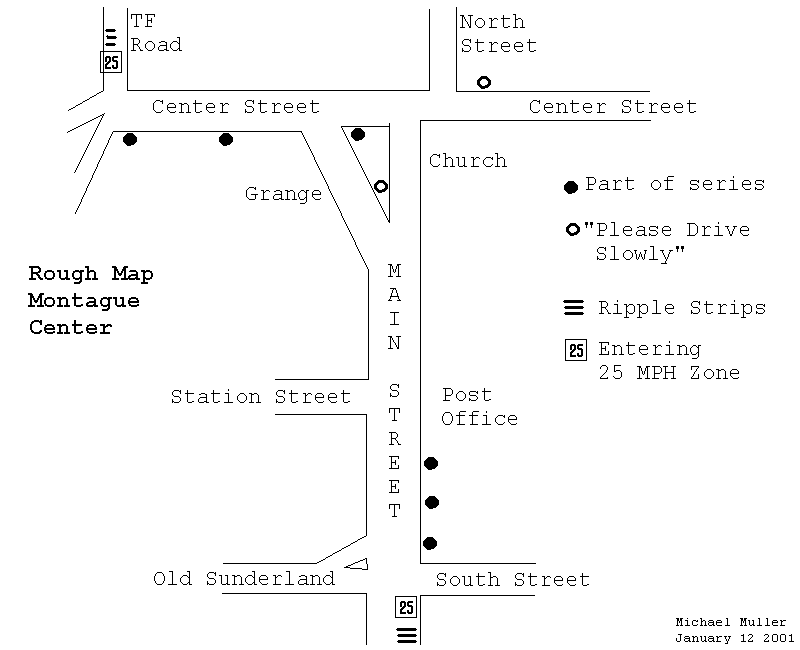 TF
Road
North
Street
25
Center Street
Center Street
Church
Grange
Part of series
"Please Drive
Slowly"
Rough Map
Montague
Center
MAIN STREET
Ripple Strips
25
Entering
25 MPH Zone
Station Street
Post
Office
Old Sunderland
South Street
25
Michael Muller
January 12 2001